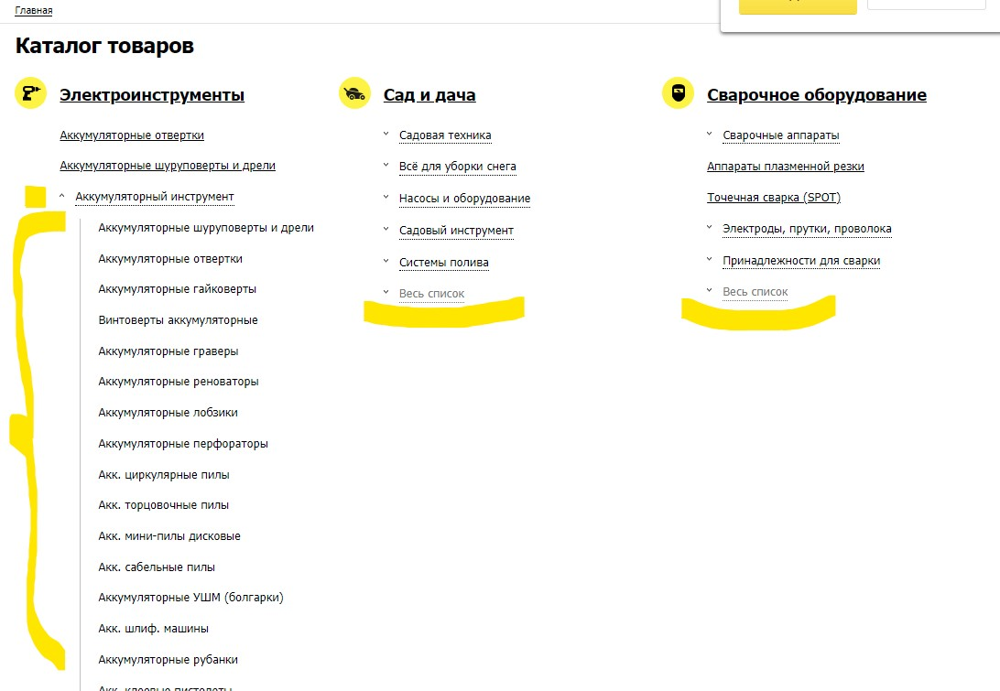 Главная
Каталог товаров
Электроинструменты
Аккумуляторные отвертки
Аккумуляторные шуруповерты и дрели
Аккумуляторный инструмент
Аккумуляторные шуруповерты и дрели
Аккумуляторные отвертки
Аккумуляторные гайковерты
Винтоверты аккумуляторные
Аккумуляторные граверы
Аккумуляторные реноваторы
Аккумуляторные лобзики
Аккумуляторные перфораторы
Акк. циркулярные пилы
Акк. торцовочные пилы
Акк. мини-пилы дисковые
Акк. сабельные пилы
Аккумуляторные УШМ (болгарки)
Акк. шлиф. машины
Аккумуляторные рубанки
Акк. клеевые пистолеты
Сад и дача
Садовая техника
Всё для уборки снега
Насосы и оборудование
Садовый инструмент
Системы полива
Весь список
Сварочное оборудование
Сварочные аппараты
Аппараты плазменной резки
Точечная сварка (SPOT)
Электроды, прутки, проволока
Принадлежности для сварки
Весь список